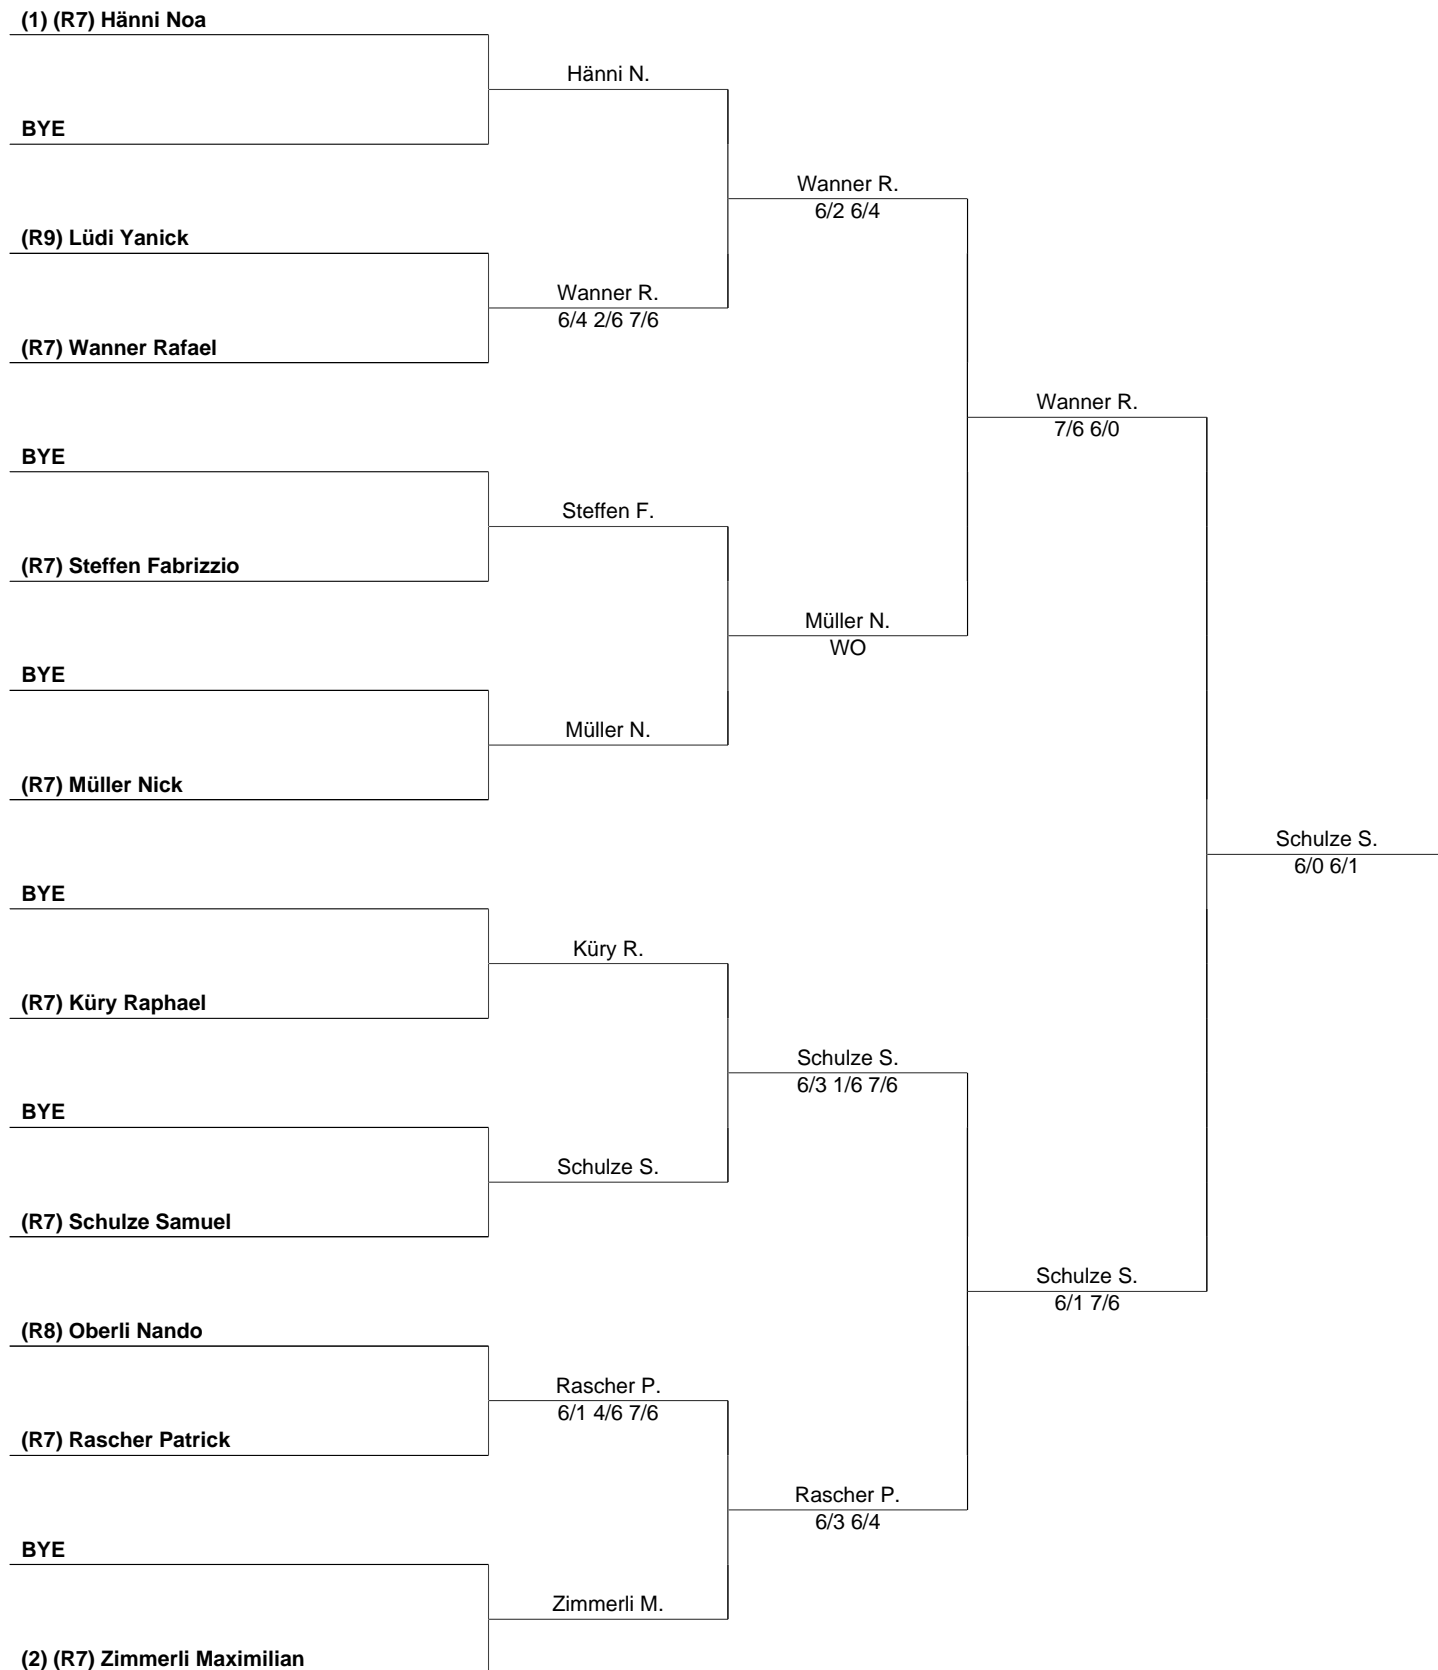 (1) (R7) Hänni Noa
Hänni N.
BYE
Wanner R.
6/2 6/4
(R9) Lüdi Yanick
Wanner R.
6/4 2/6 7/6
(R7) Wanner Rafael
Wanner R.
7/6 6/0
BYE
Steffen F.
(R7) Steffen Fabrizzio
Müller N.
WO
BYE
Müller N.
(R7) Müller Nick
Schulze S.
6/0 6/1
BYE
Küry R.
(R7) Küry Raphael
Schulze S.
6/3 1/6 7/6
BYE
Schulze S.
(R7) Schulze Samuel
Schulze S.
6/1 7/6
(R8) Oberli Nando
Rascher P.
6/1 4/6 7/6
(R7) Rascher Patrick
Rascher P.
6/3 6/4
BYE
Zimmerli M.
(2) (R7) Zimmerli Maximilian